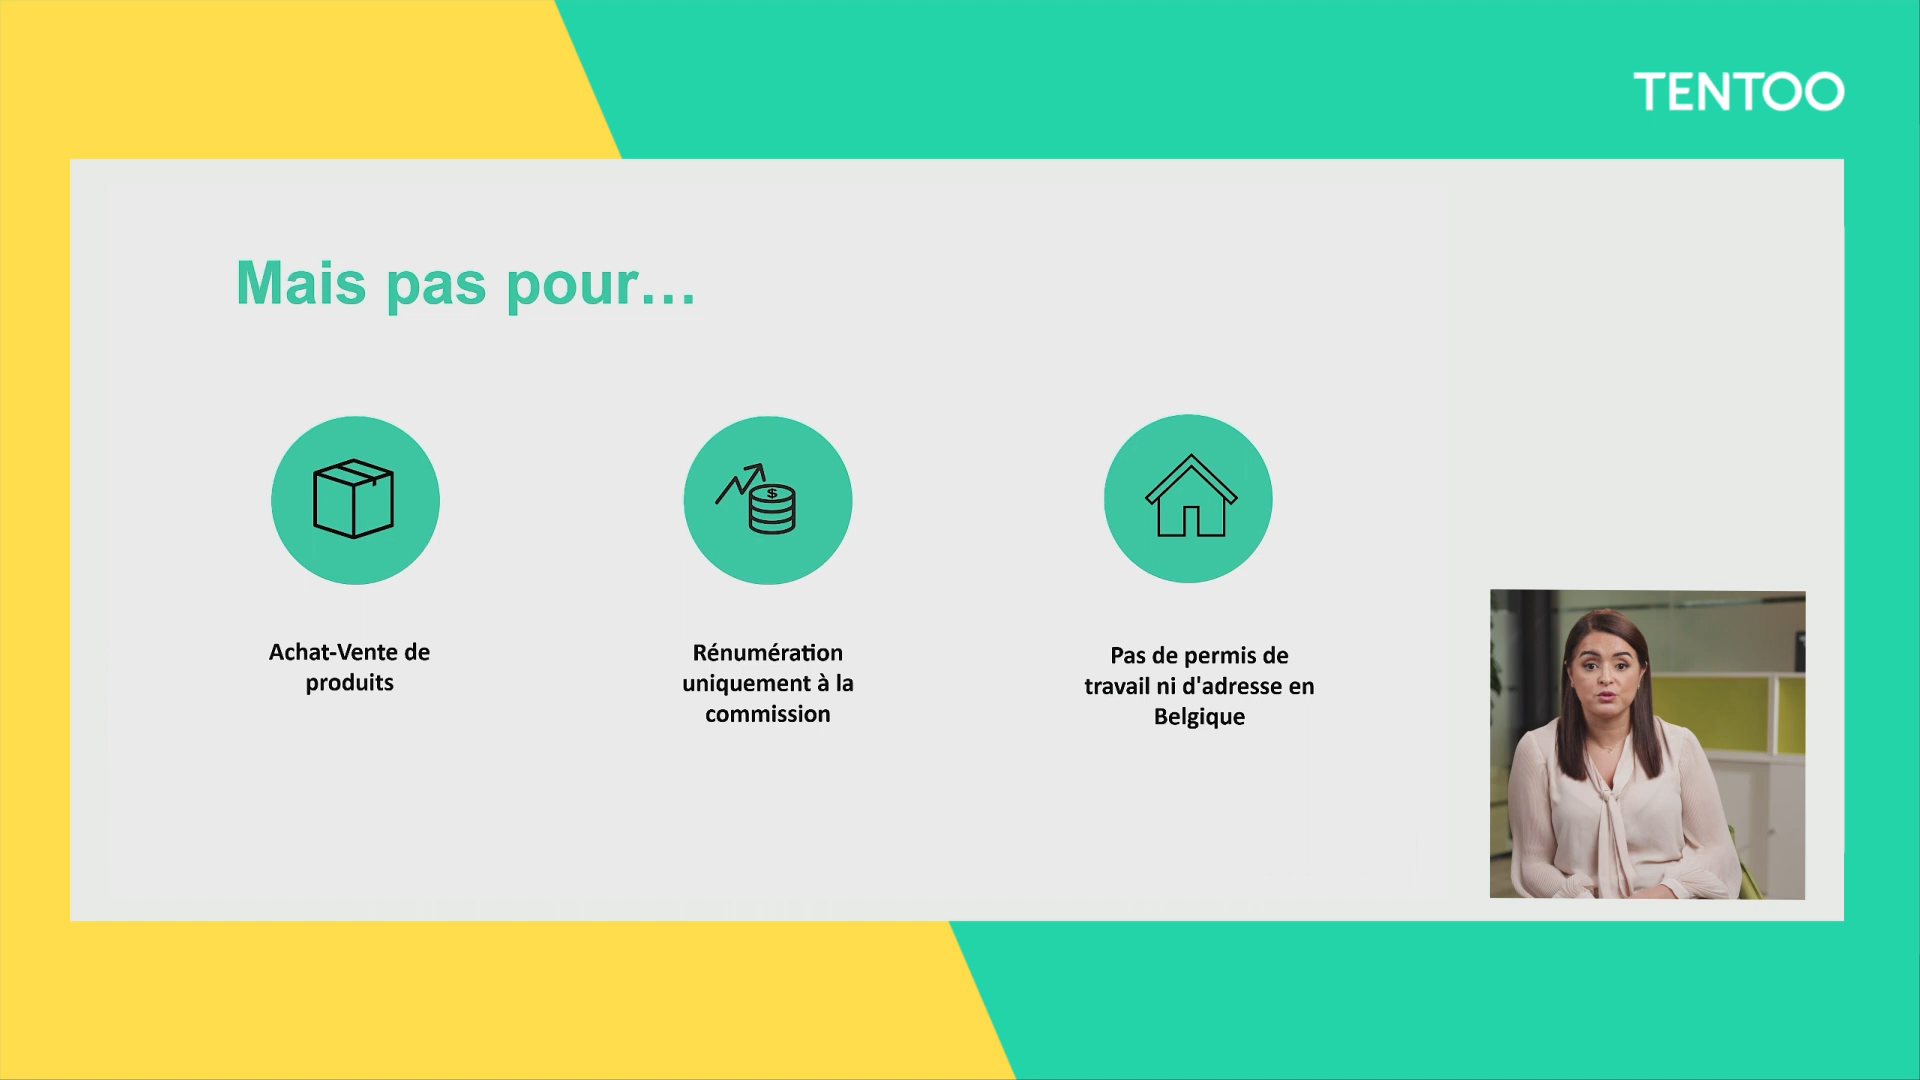 TENTOO
Mais pas pour...
Achat-Vente de
produits
Rénumération
uniquement à la
commission
Pas de permis de
travail ni d'adresse en
Belgique